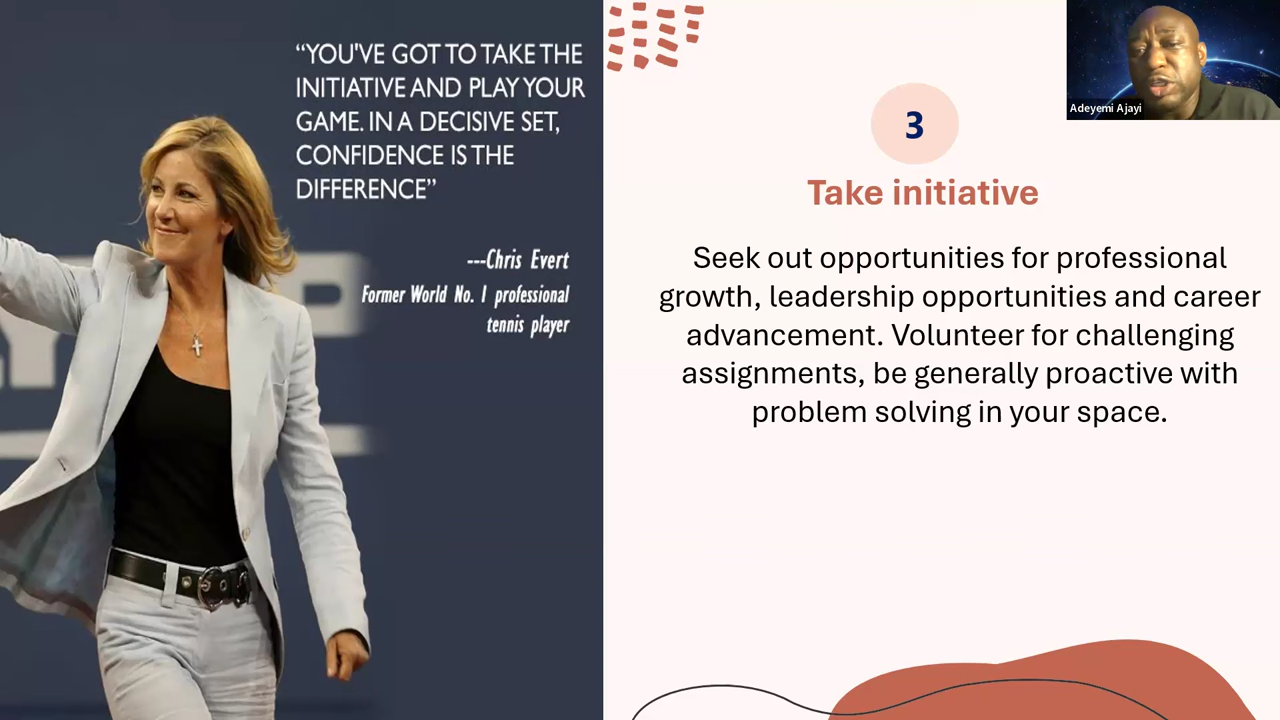 “YOU'VE GOT TO TAKE THE
INITIATIVE AND PLAY YOUR
GAME. IN A DECISIVE SET,
CONFIDENCE IS THE
DIFFERENCE”
---Chris Evert
Former World No. 1 professional
tennis player
3
Take initiative
Seek out opportunities for professional
growth, leadership opportunities and career
advancement. Volunteer for challenging
assignments, be generally proactive with
problem solving in your space.
Adeyemi Ajayi